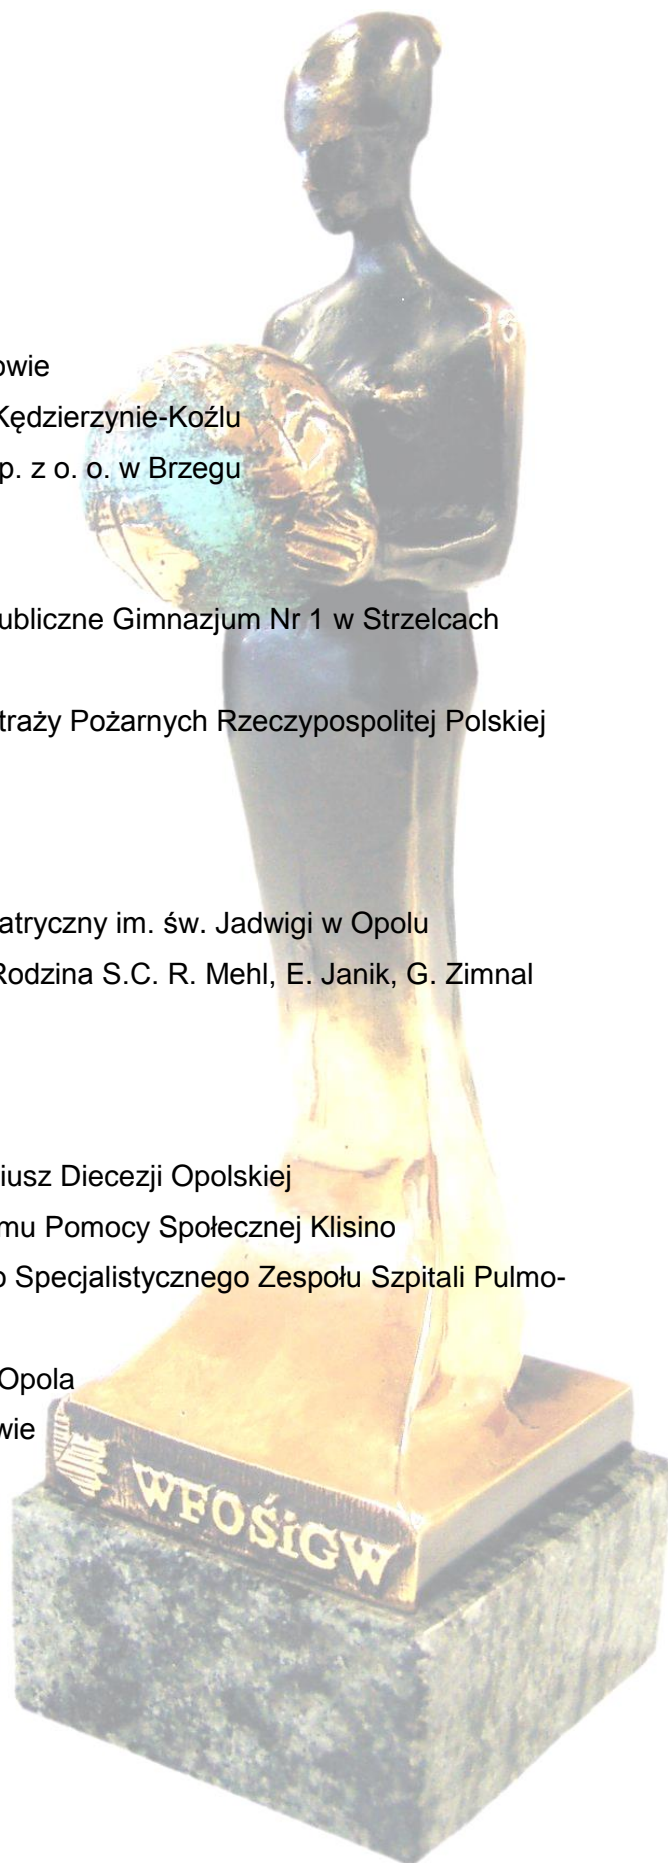 owie
Kędzierzynie-Koźlu
p. z o. o. w Brzegu
ubliczne Gimnazjum Nr 1 w Strzelcach
traży Pożarnych Rzeczypospolitej Polskiej
atryczny im. św. Jadwigi w Opolu
Rodzina S.C. R. Mehl, E. Janik, G. Zimnal
iusz Diecezji Opolskiej
mu Pomocy Społecznej Klisino
o Specjalistycznego Zespołu Szpitali Pulmo-
Opola
wie
WFOŚiGW